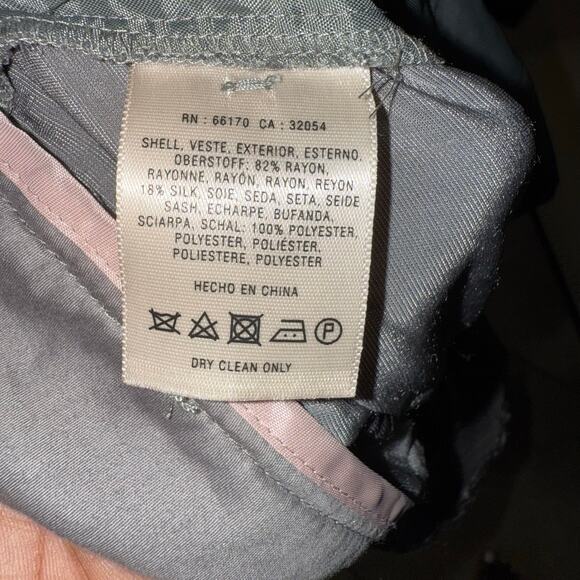 RN : 66170 CA : 32054
SHELL, VESTE, EXTERIOR, ESTERNO,
OBERSTOFF: 82% RAYON,
RAYONNE, RAYÓN, RAYON, REYON
18% SILK, SOIE, SEDA, SETA, SEIDE
SASH, ECHARPE, BUFANDA,
SCIARPA, SCHAL: 100% POLYESTER,
POLYESTER, POLIÉSTER,
POLIESTERE, POLYESTER
HECHO EN CHINA
P
DRY CLEAN ONLY